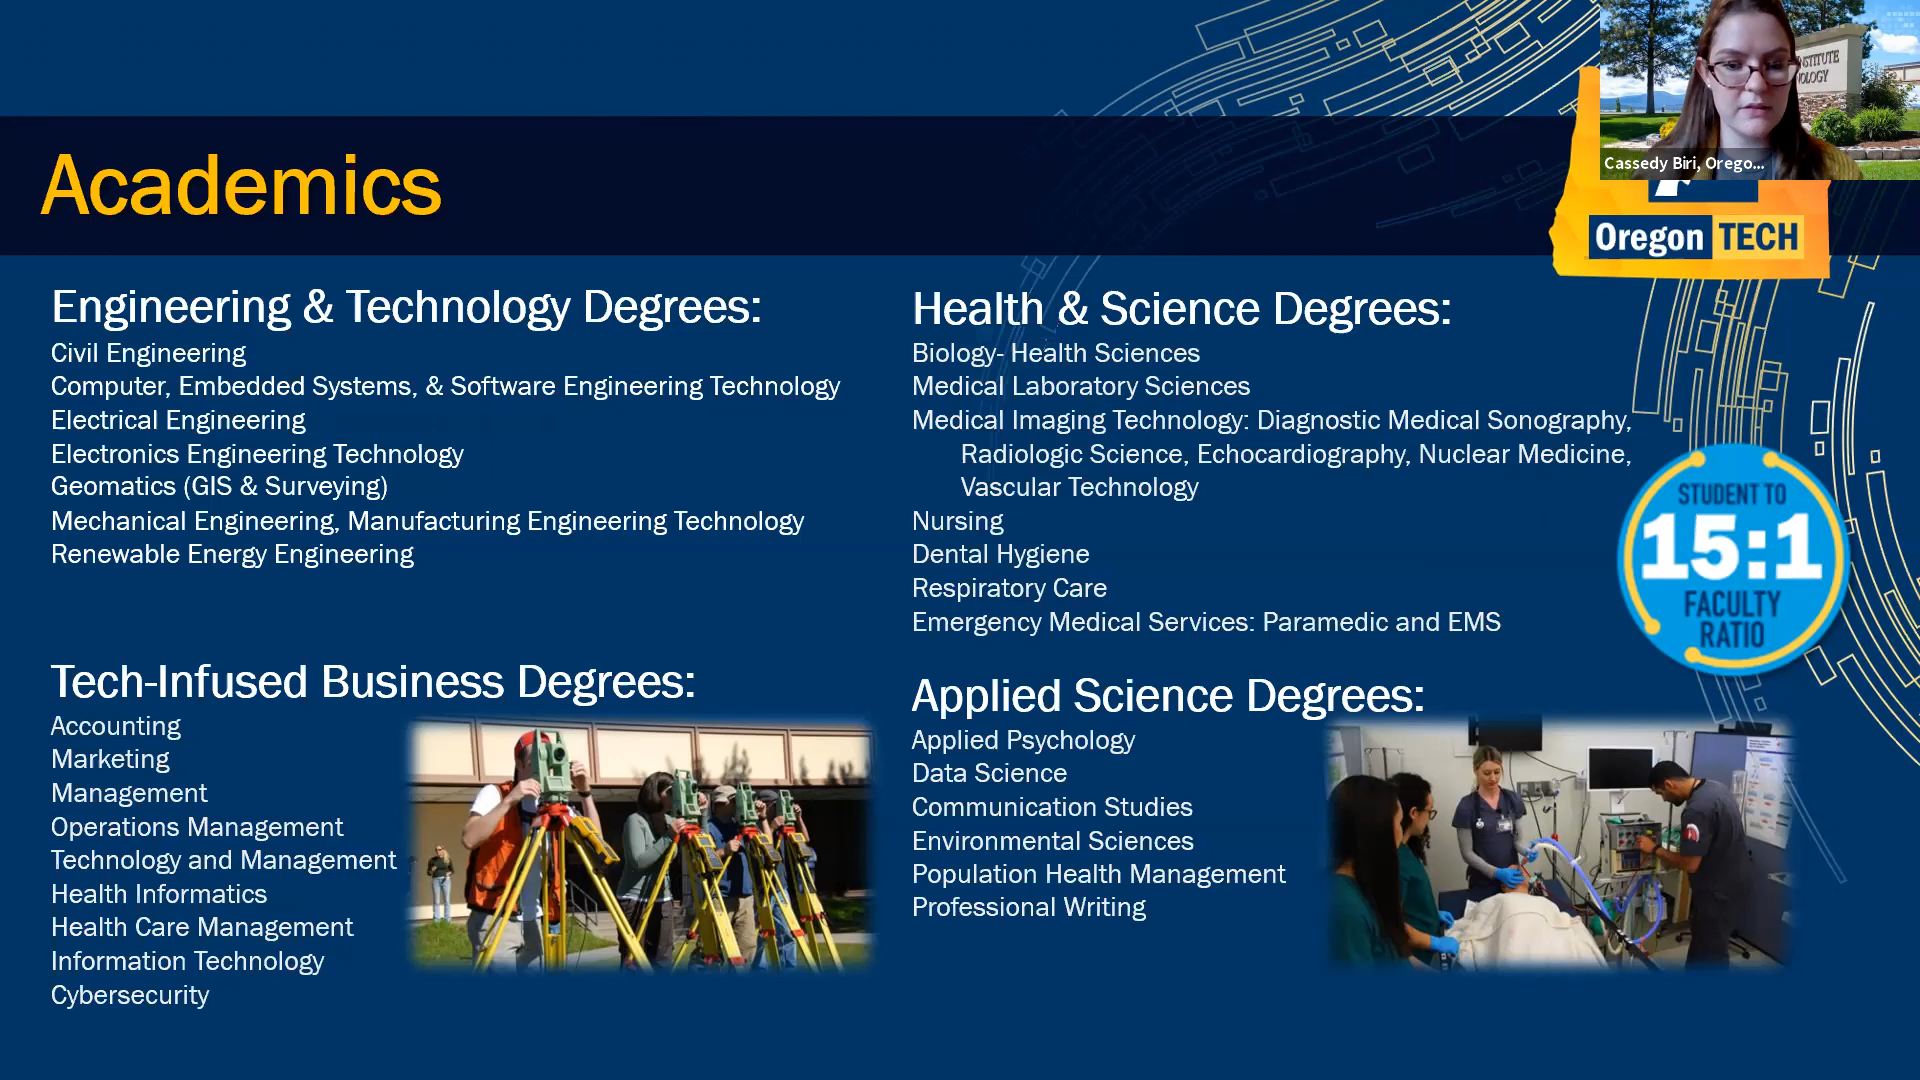 Academics
NSTITUTE
OLOGY
Cassedy Biri, Orego...
Oregon TECH
Engineering & Technology Degrees:
Civil Engineering
Computer, Embedded Systems, & Software Engineering Technology
Electrical Engineering
Electronics Engineering Technology
Geomatics (GIS & Surveying)
Mechanical Engineering, Manufacturing Engineering Technology
Renewable Energy Engineering
Health & Science Degrees:
Biology- Health Sciences
Medical Laboratory Sciences
Medical Imaging Technology: Diagnostic Medical Sonography,
Radiologic Science, Echocardiography, Nuclear Medicine,
Vascular Technology
Nursing
Dental Hygiene
Respiratory Care
Emergency Medical Services: Paramedic and EMS
STUDENT TO
15:1
FACULTY
RATIO
Tech-Infused Business Degrees:
Accounting
Marketing
Management
Operations Management
Technology and Management
Health Informatics
Health Care Management
Information Technology
Cybersecurity
Applied Science Degrees:
Applied Psychology
Data Science
Communication Studies
Environmental Sciences
Population Health Management
Professional Writing